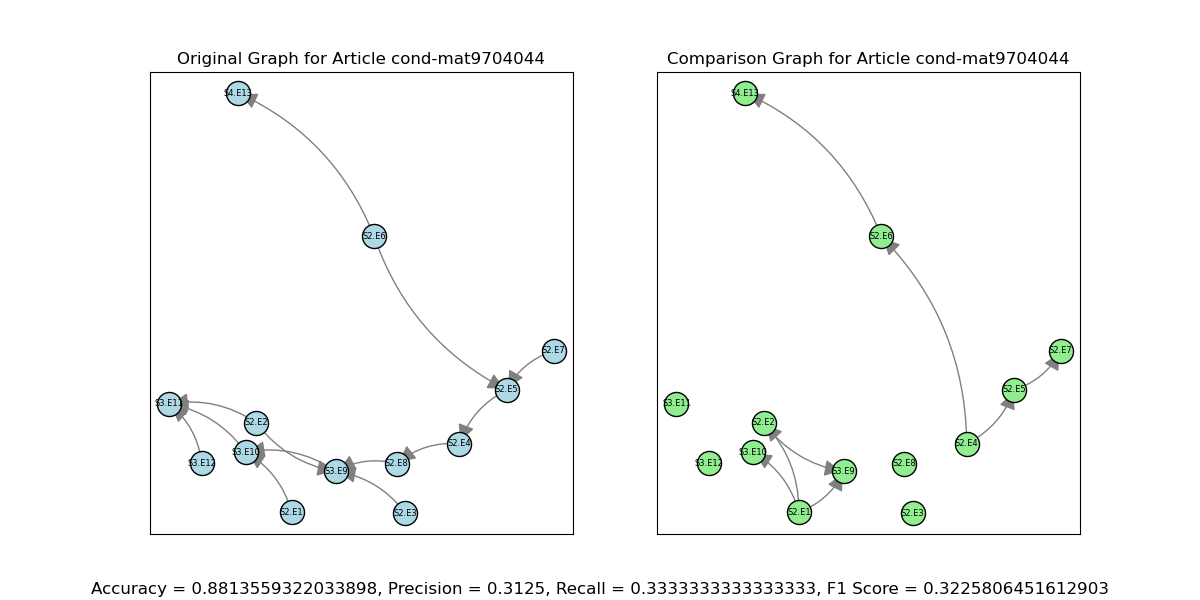 Original Graph for Article cond-mat9704044
Comparison Graph for Article cond-mat9704044
S4.E13
S4.E13
S2.E6
S2.E6
S2.E7
S2.E7
S2.E5
S2.E5
S3.E11
S3.E11
S2.E2
S2.E2
S2.E4
S2.E4
S3.E10
S3.E10
S3.E12
S3.E9
S2.E8
S3.E12
S3.E9
S2.E8
S2.E1
S2.E3
S2.E1
S2.E3
Accuracy = 0.8813559322033898, Precision = 0.3125, Recall = 0.3333333333333333, F1 Score = 0.3225806451612903